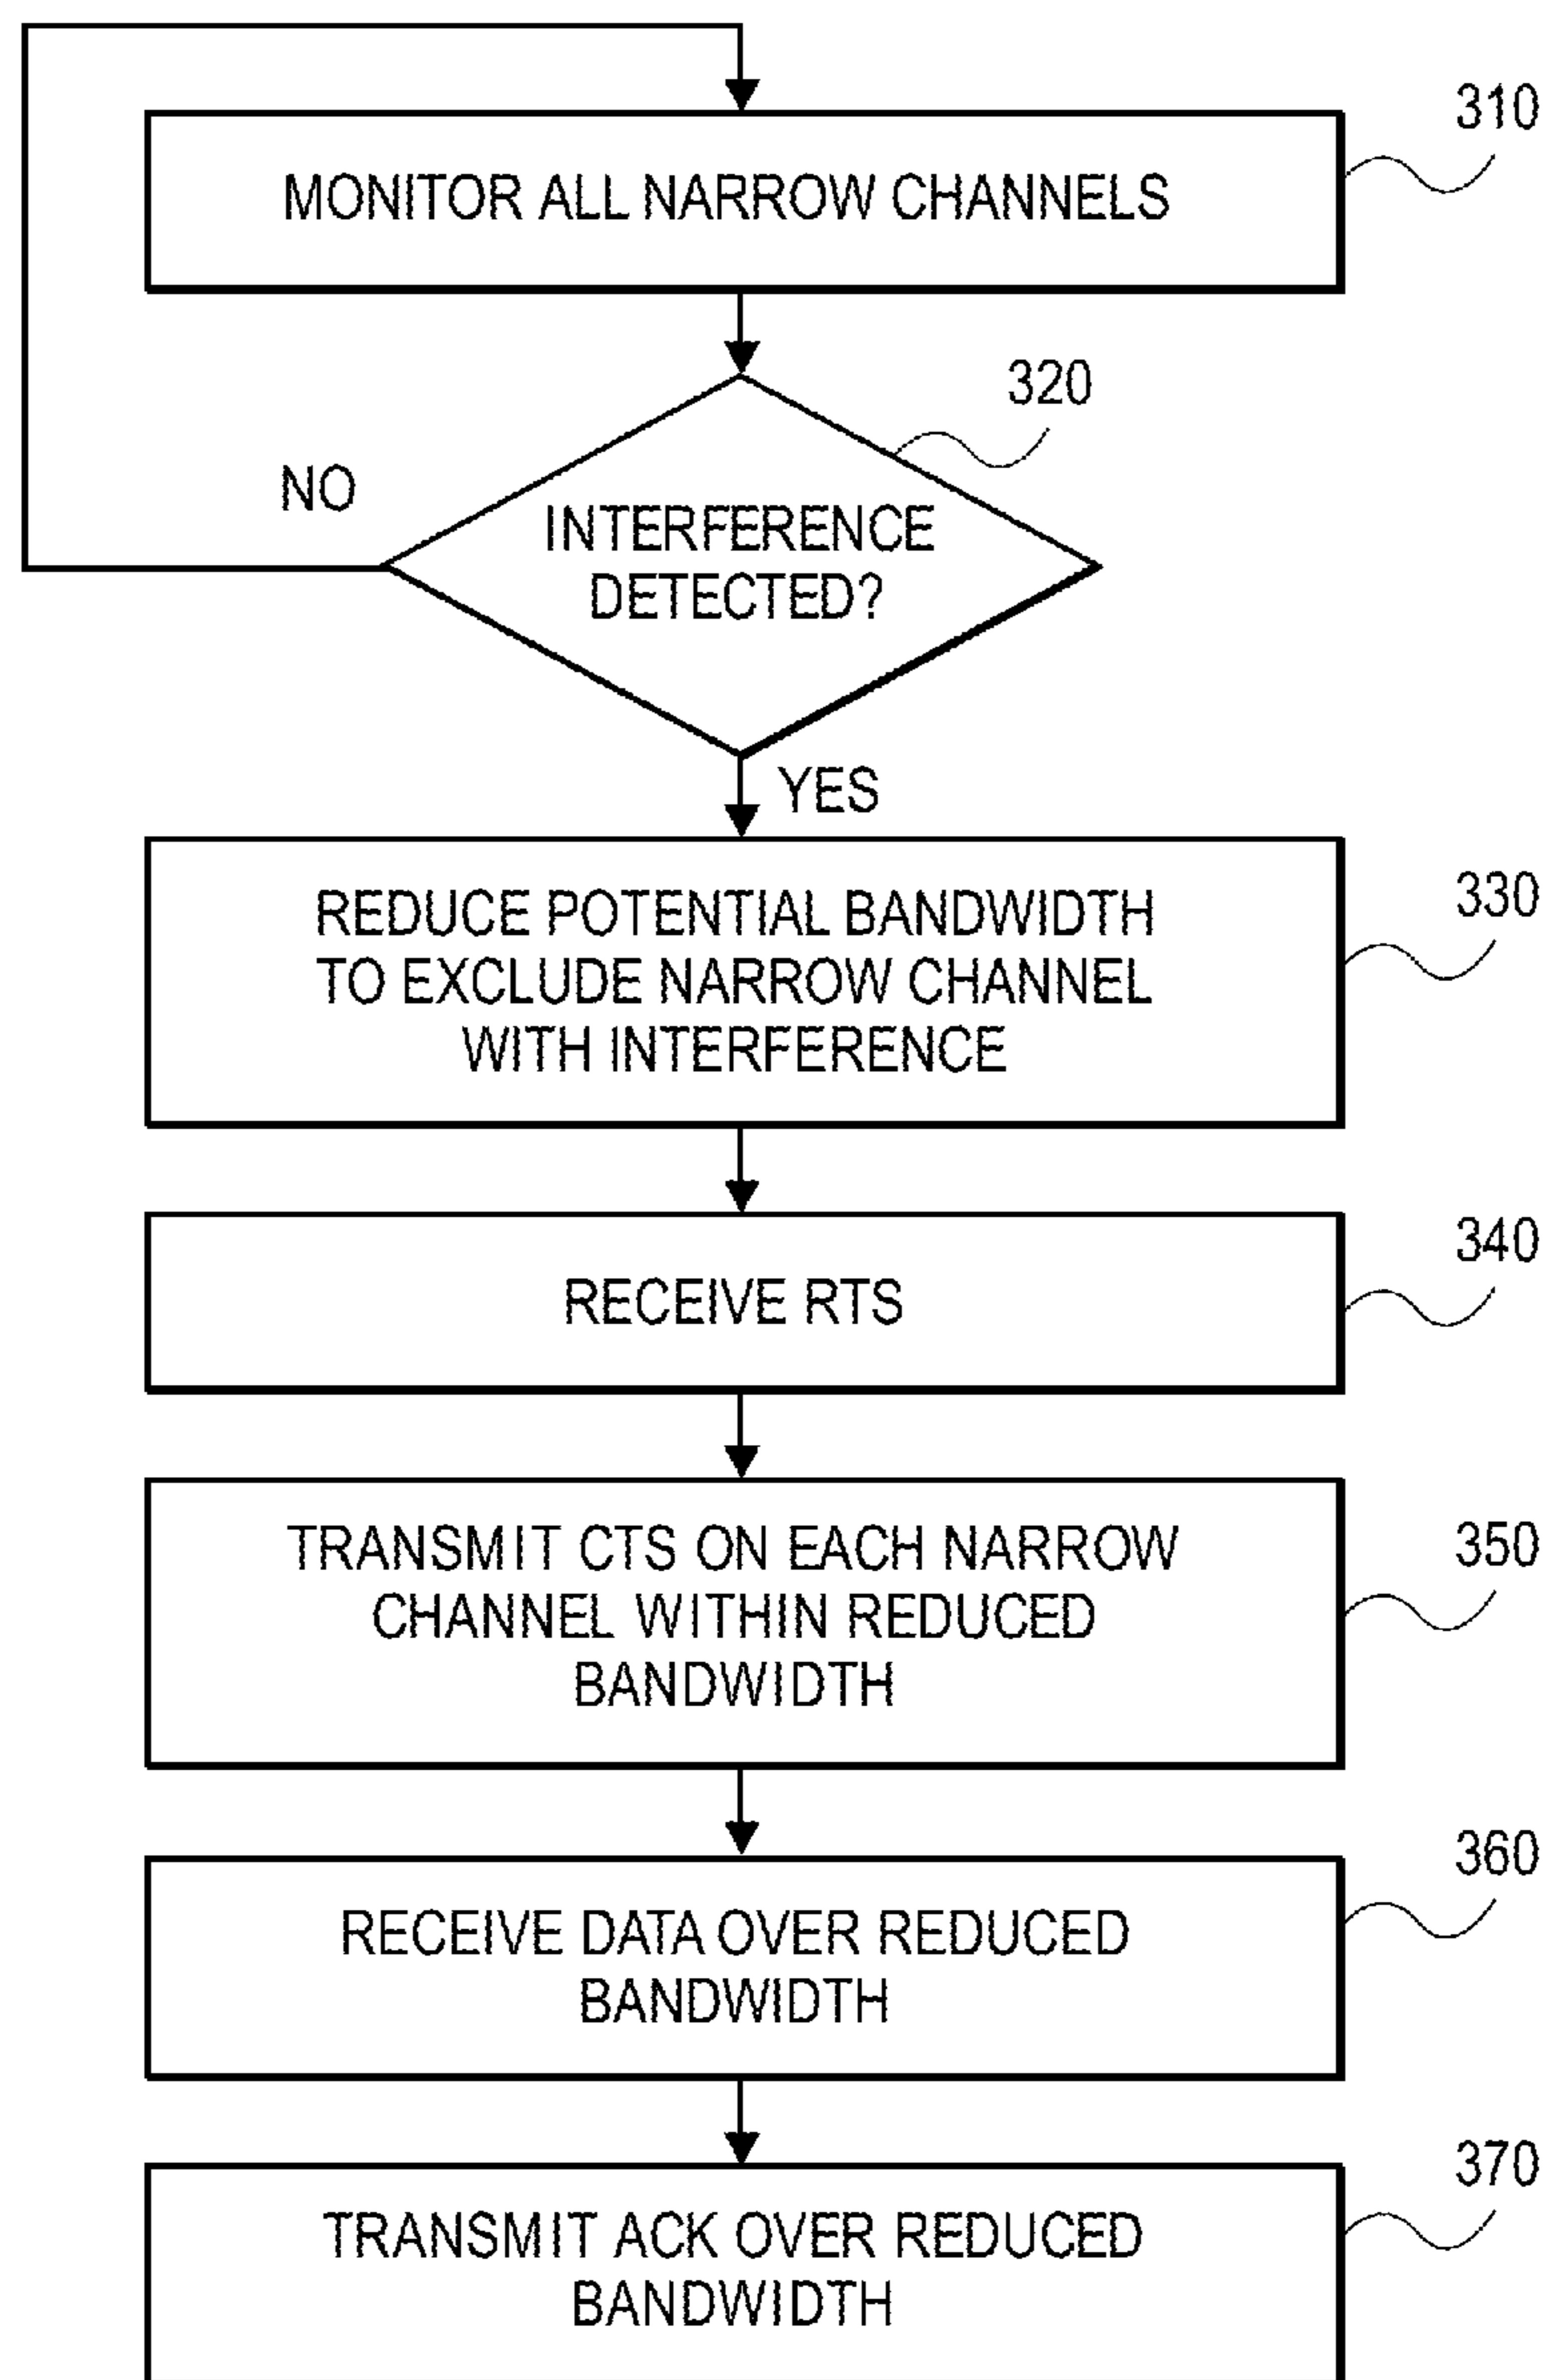 310
MONITOR ALL NARROW CHANNELS
320
NO
INTERFERENCE
DETECTED?
YES
330
REDUCE POTENTIAL BANDWIDTH
TO EXCLUDE NARROW CHANNEL
WITH INTERFERENCE
340
RECEIVE RTS
350
TRANSMIT CTS ON EACH NARROW
CHANNEL WITHIN REDUCED
BANDWIDTH
360
RECEIVE DATA OVER REDUCED
BANDWIDTH
370
TRANSMIT ACK OVER REDUCED
BANDWIDTH